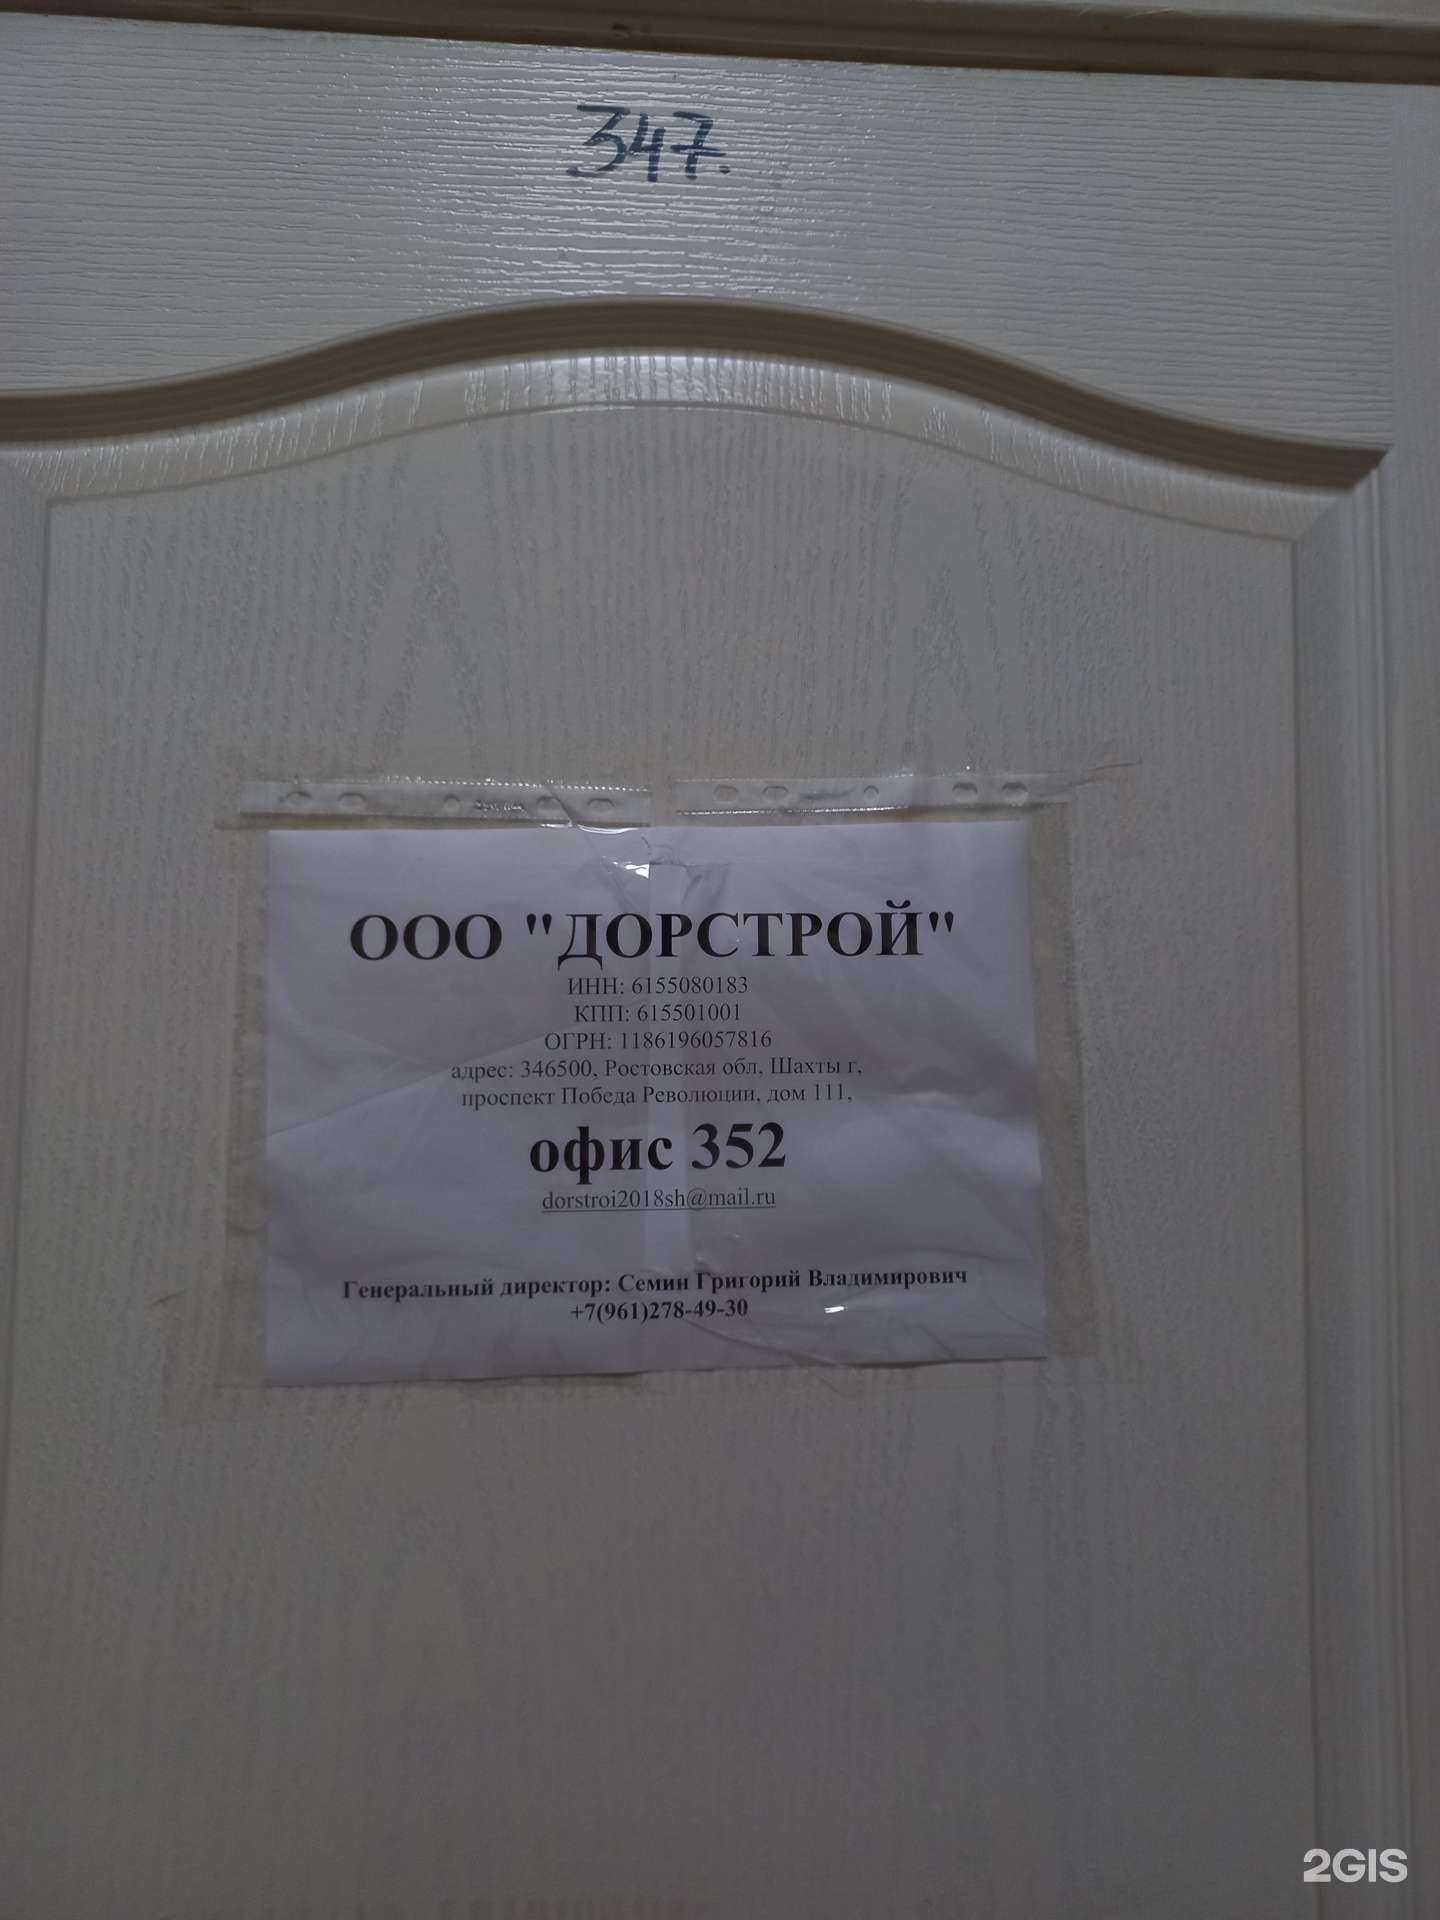 347.
ООО "ДОРСТРОЙ"
ИНН: 6155080183
КПП: 615501001
ОГРН: 1186196057816
адрес: 346500, Ростовская обл, Шахты г,
проспект Победа Революции, дом 111,
офис 352
dorstroi2018sh@mail.ru
Генеральный директор: Семин Григорий Владимирович
+7(961)278-49-30
2GIS